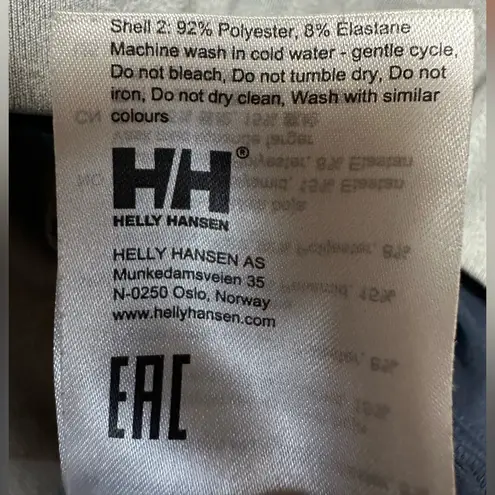 Shell 2: 92% Polyester, 8% Elastane
Machine wash in cold water - gentle cycle,
Do not bleach, Do not tumble dry, Do not
iron, Do not dry clean, Wash with similar
colours
HH®
HELLY HANSEN
HELLY HANSEN AS
Munkedamsveien 35
N-0250 Oslo, Norway
www.hellyhansen.com
EAC